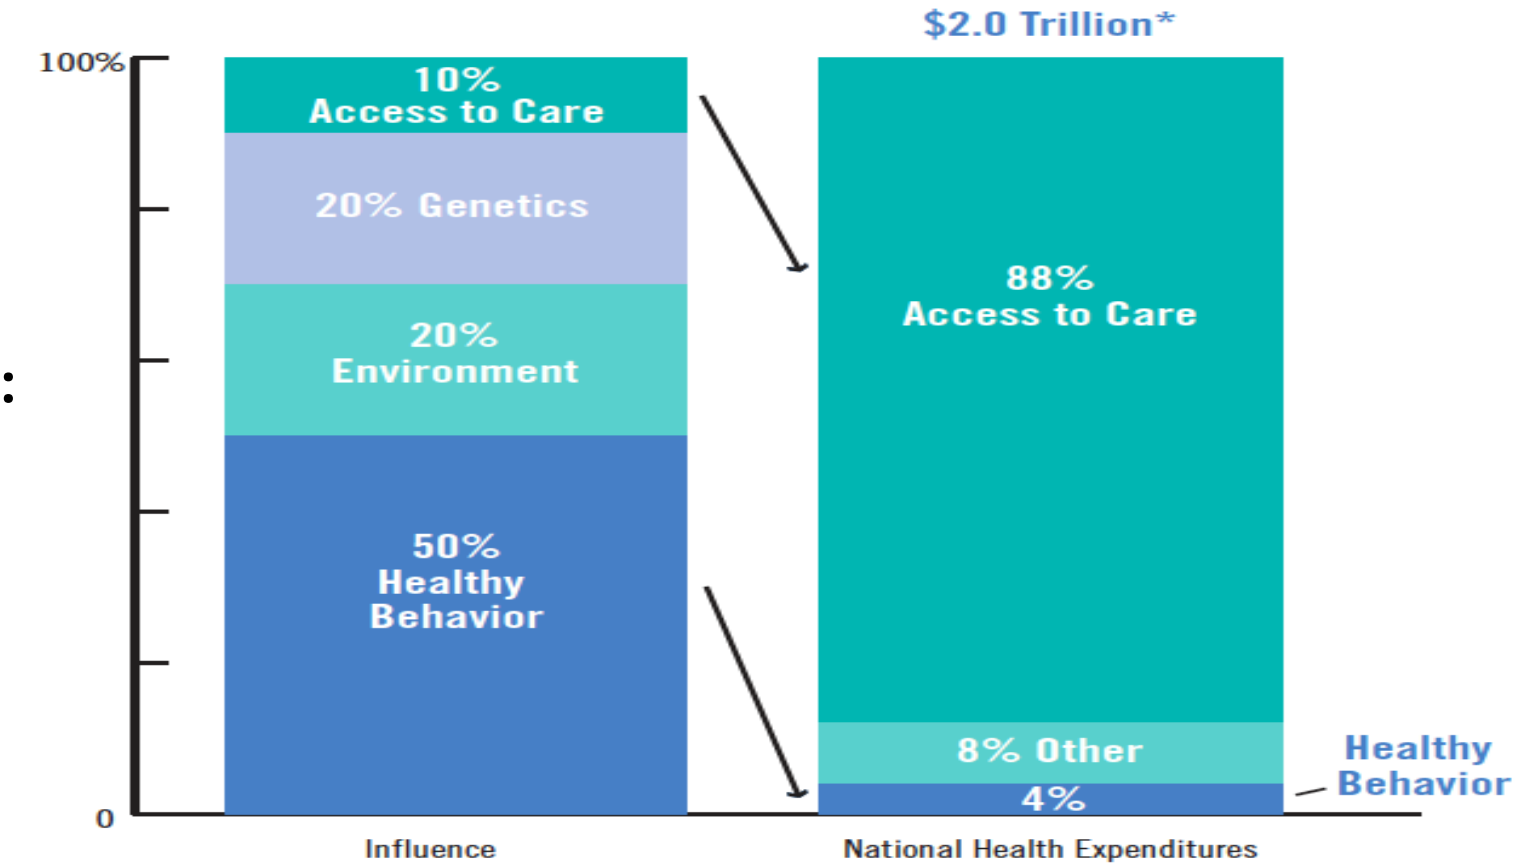 $2.0 Trillion*
100%
10%
Access to Care
20% Genetics
20%
Environment
50%
Healthy
Behavior
88%
Access to Care
8% Other
4%
Healthy
Behavior
:
0
Influence
National Health Expenditures